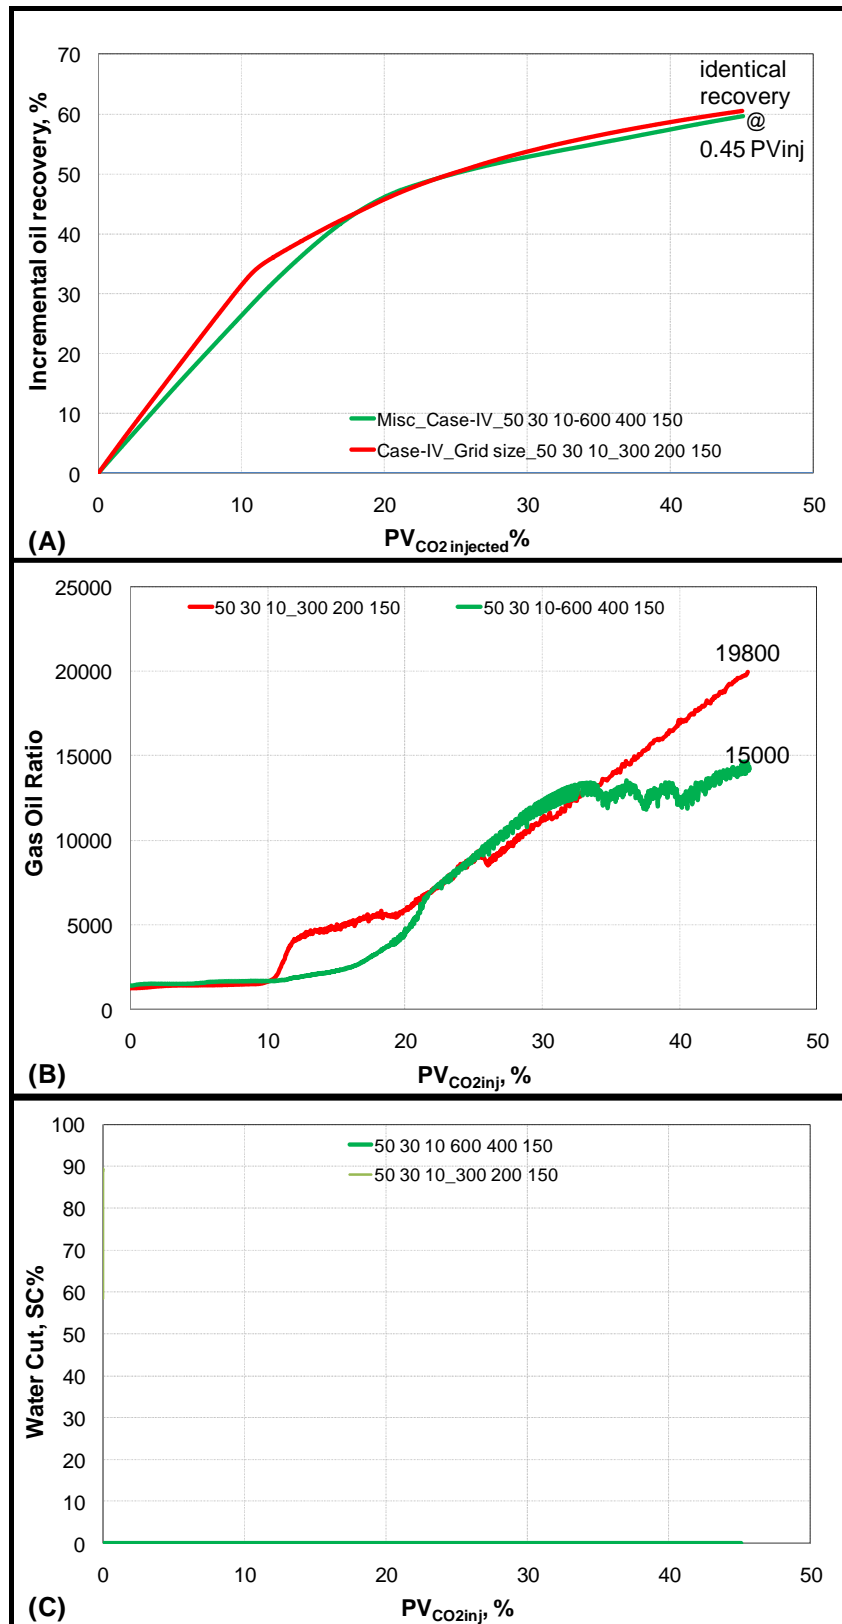 70
60
50
40
30
20
10
0
Incremental oil recovery, %
identical
recovery
@
0.45 PVinj
Misc_Case-IV_50 30 10-600 400 150
Case-IV_Grid size_50 30 10_300 200 150
0 10 20 30 40 50
PVCO2 injected%
(A)
25000
20000
15000
10000
5000
0
Gas Oil Ratio
50 30 10_300 200 150 50 30 10-600 400 150
19800
15000
0 10 20 30 40 50
PVCO2inj, %
(B)
100
90
80
70
60
50
40
30
20
10
0
Water Cut, SC%
50 30 10 600 400 150
50 30 10_300 200 150
0 10 20 30 40 50
PVCO2inj, %
(C)